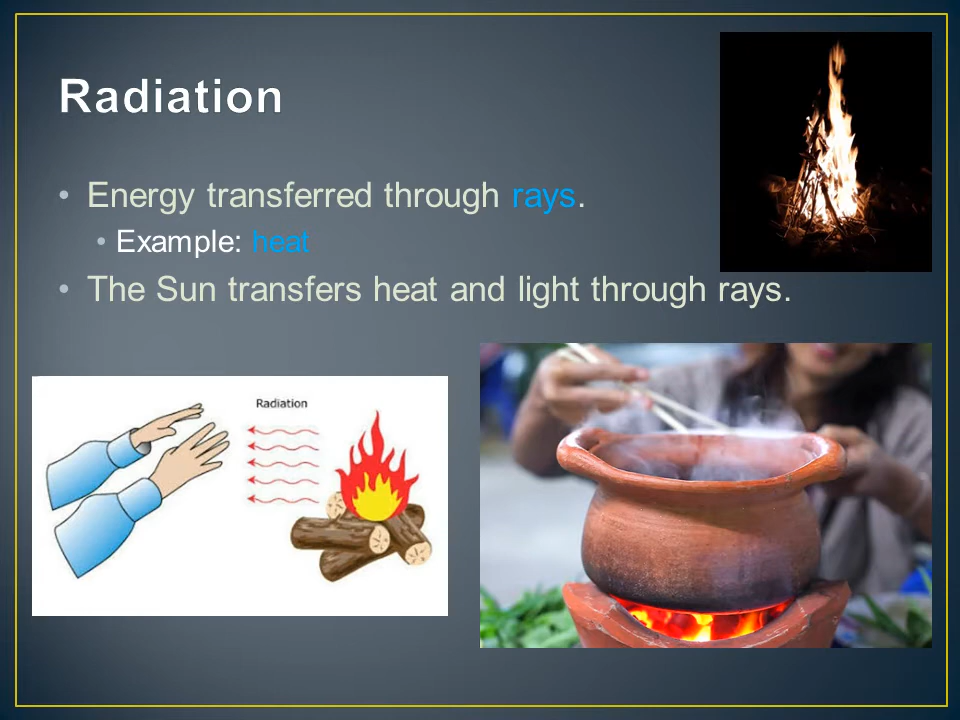 Radiation
• Energy transferred through rays.
• Example: heat
• The Sun transfers heat and light through rays.
Radiation